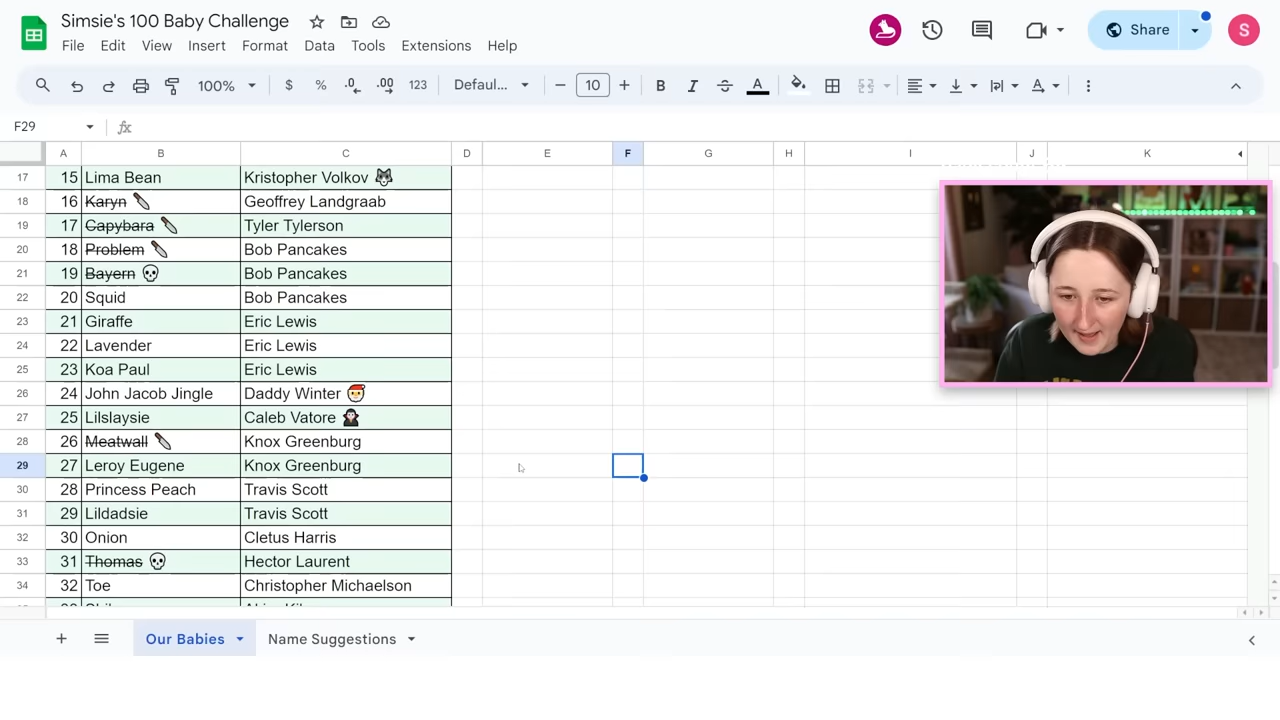 Simsie's 100 Baby Challenge
File Edit View Insert Format Data Tools Extensions Help
Share
S
100% $ % .0 .00 123 Defaul... 10 B I S A A
F29 fx
A B C D E F G H I J K
17 15 Lima Bean Kristopher Volkov 🐺
18 16 Karyn 🔪 Geoffrey Landgraab
19 17 Capybara 🔪 Tyler Tylerson
20 18 Problem 🔪 Bob Pancakes
21 19 Bayern 💀 Bob Pancakes
22 20 Squid Bob Pancakes
23 21 Giraffe Eric Lewis
24 22 Lavender Eric Lewis
25 23 Koa Paul Eric Lewis
26 24 John Jacob Jingle Daddy Winter 🎅
27 25 Lilslaysie Caleb Vatore 🧛
28 26 Meatwall 🔪 Knox Greenburg
29 27 Leroy Eugene Knox Greenburg
30 28 Princess Peach Travis Scott
31 29 Lildadsie Travis Scott
32 30 Onion Cletus Harris
33 31 Thomas 💀 Hector Laurent
34 32 Toe Christopher Michaelson
Our Babies Name Suggestions